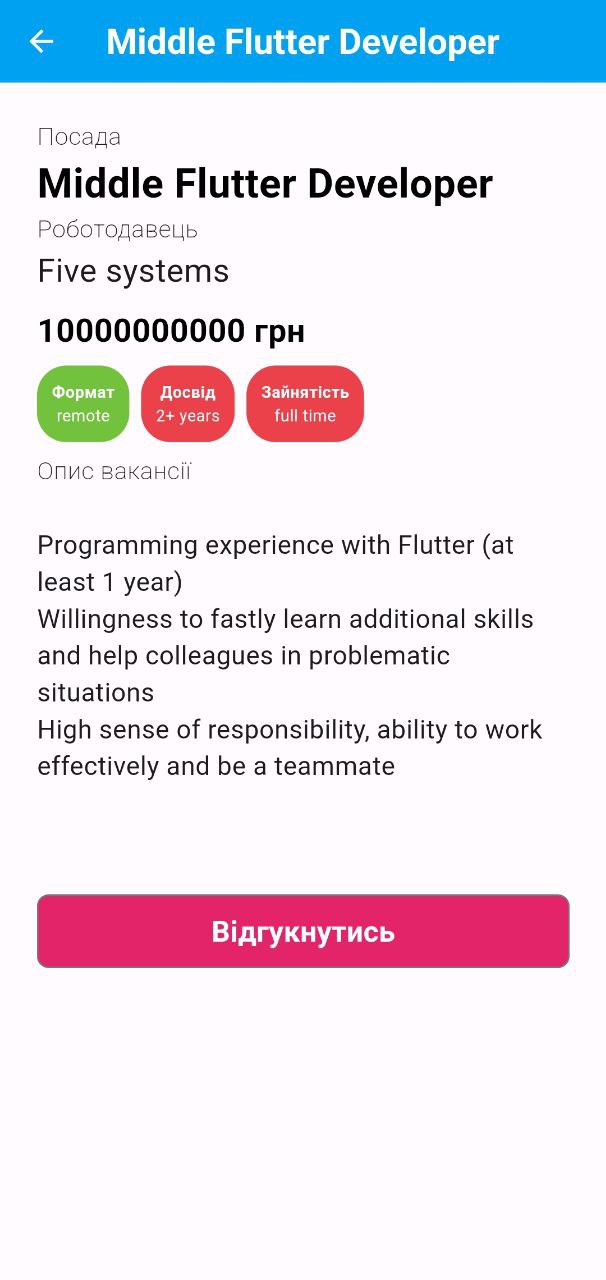 Middle Flutter Developer
Посада
Middle Flutter Developer
Роботодавець
Five systems
10000000000 грн
Формат
remote
Досвід
2+ years
Зайнятість
full time
Опис вакансії
Programming experience with Flutter (at
least 1 year)
Willingness to fastly learn additional skills
and help colleagues in problematic
situations
High sense of responsibility, ability to work
effectively and be a teammate
Відгукнутись